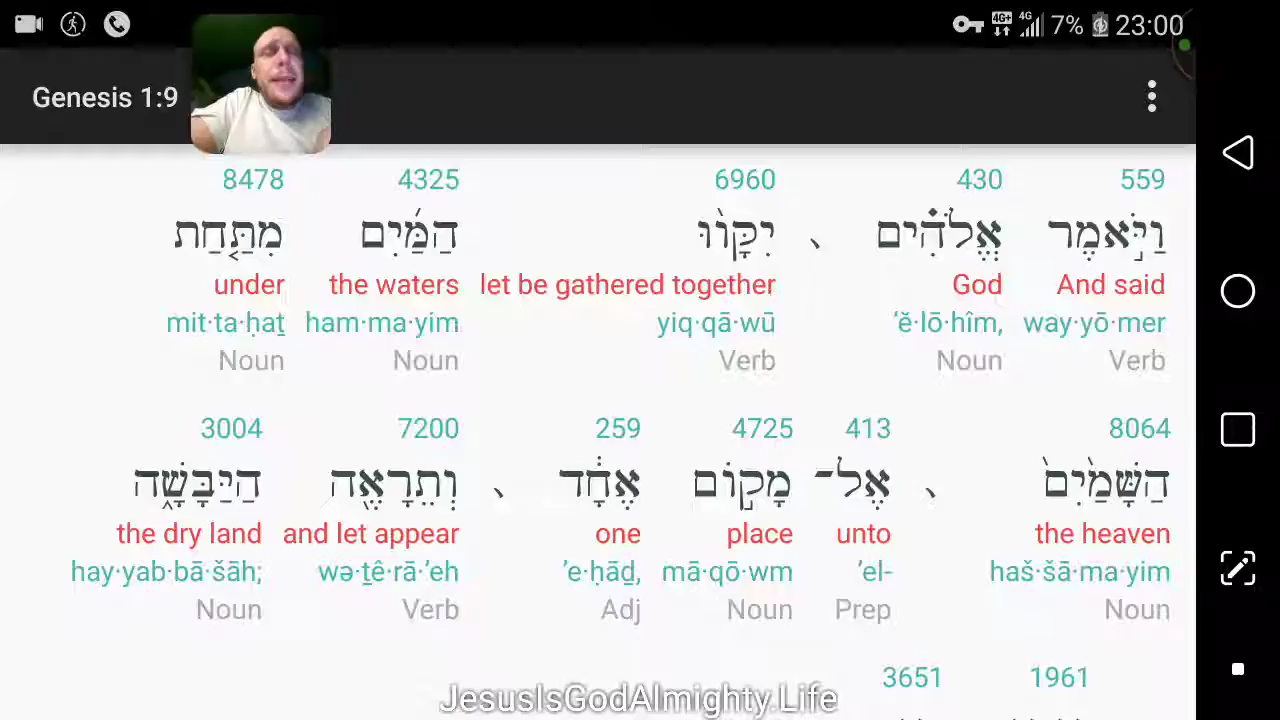 7% 23:00
Genesis 1:9
559 430 6960 4325 8478
וַיֹּ֣אמֶר אֱלֹהִ֗ים ׳ יִקָּו֨וּ הַמַּ֜יִם מִתַּ֤חַת
And said God let be gathered together the waters under
way·yō·mer ’ĕ·lō·hîm, yiq·qā·wū ham·ma·yim mit·ta·ḥaṯ
Verb Noun Verb Noun Noun
8064 413 4725 259 7200 3004
הַשָּׁמַ֙יִם֙ ׳ אֶל־ מָק֣וֹם אֶחָ֔ד ׳ וְתֵרָאֶ֖ה הַיַּבָּשָׁ֑ה
the heaven unto place one and let appear the dry land
haš·šā·ma·yim ’el- mā·qō·wm ’e·ḥāḏ, wə·ṯê·rā·’eh hay·yab·bā·šāh;
Noun Prep Noun Adj Verb Noun
1961 3651
JesusIsGodAlmighty.Life